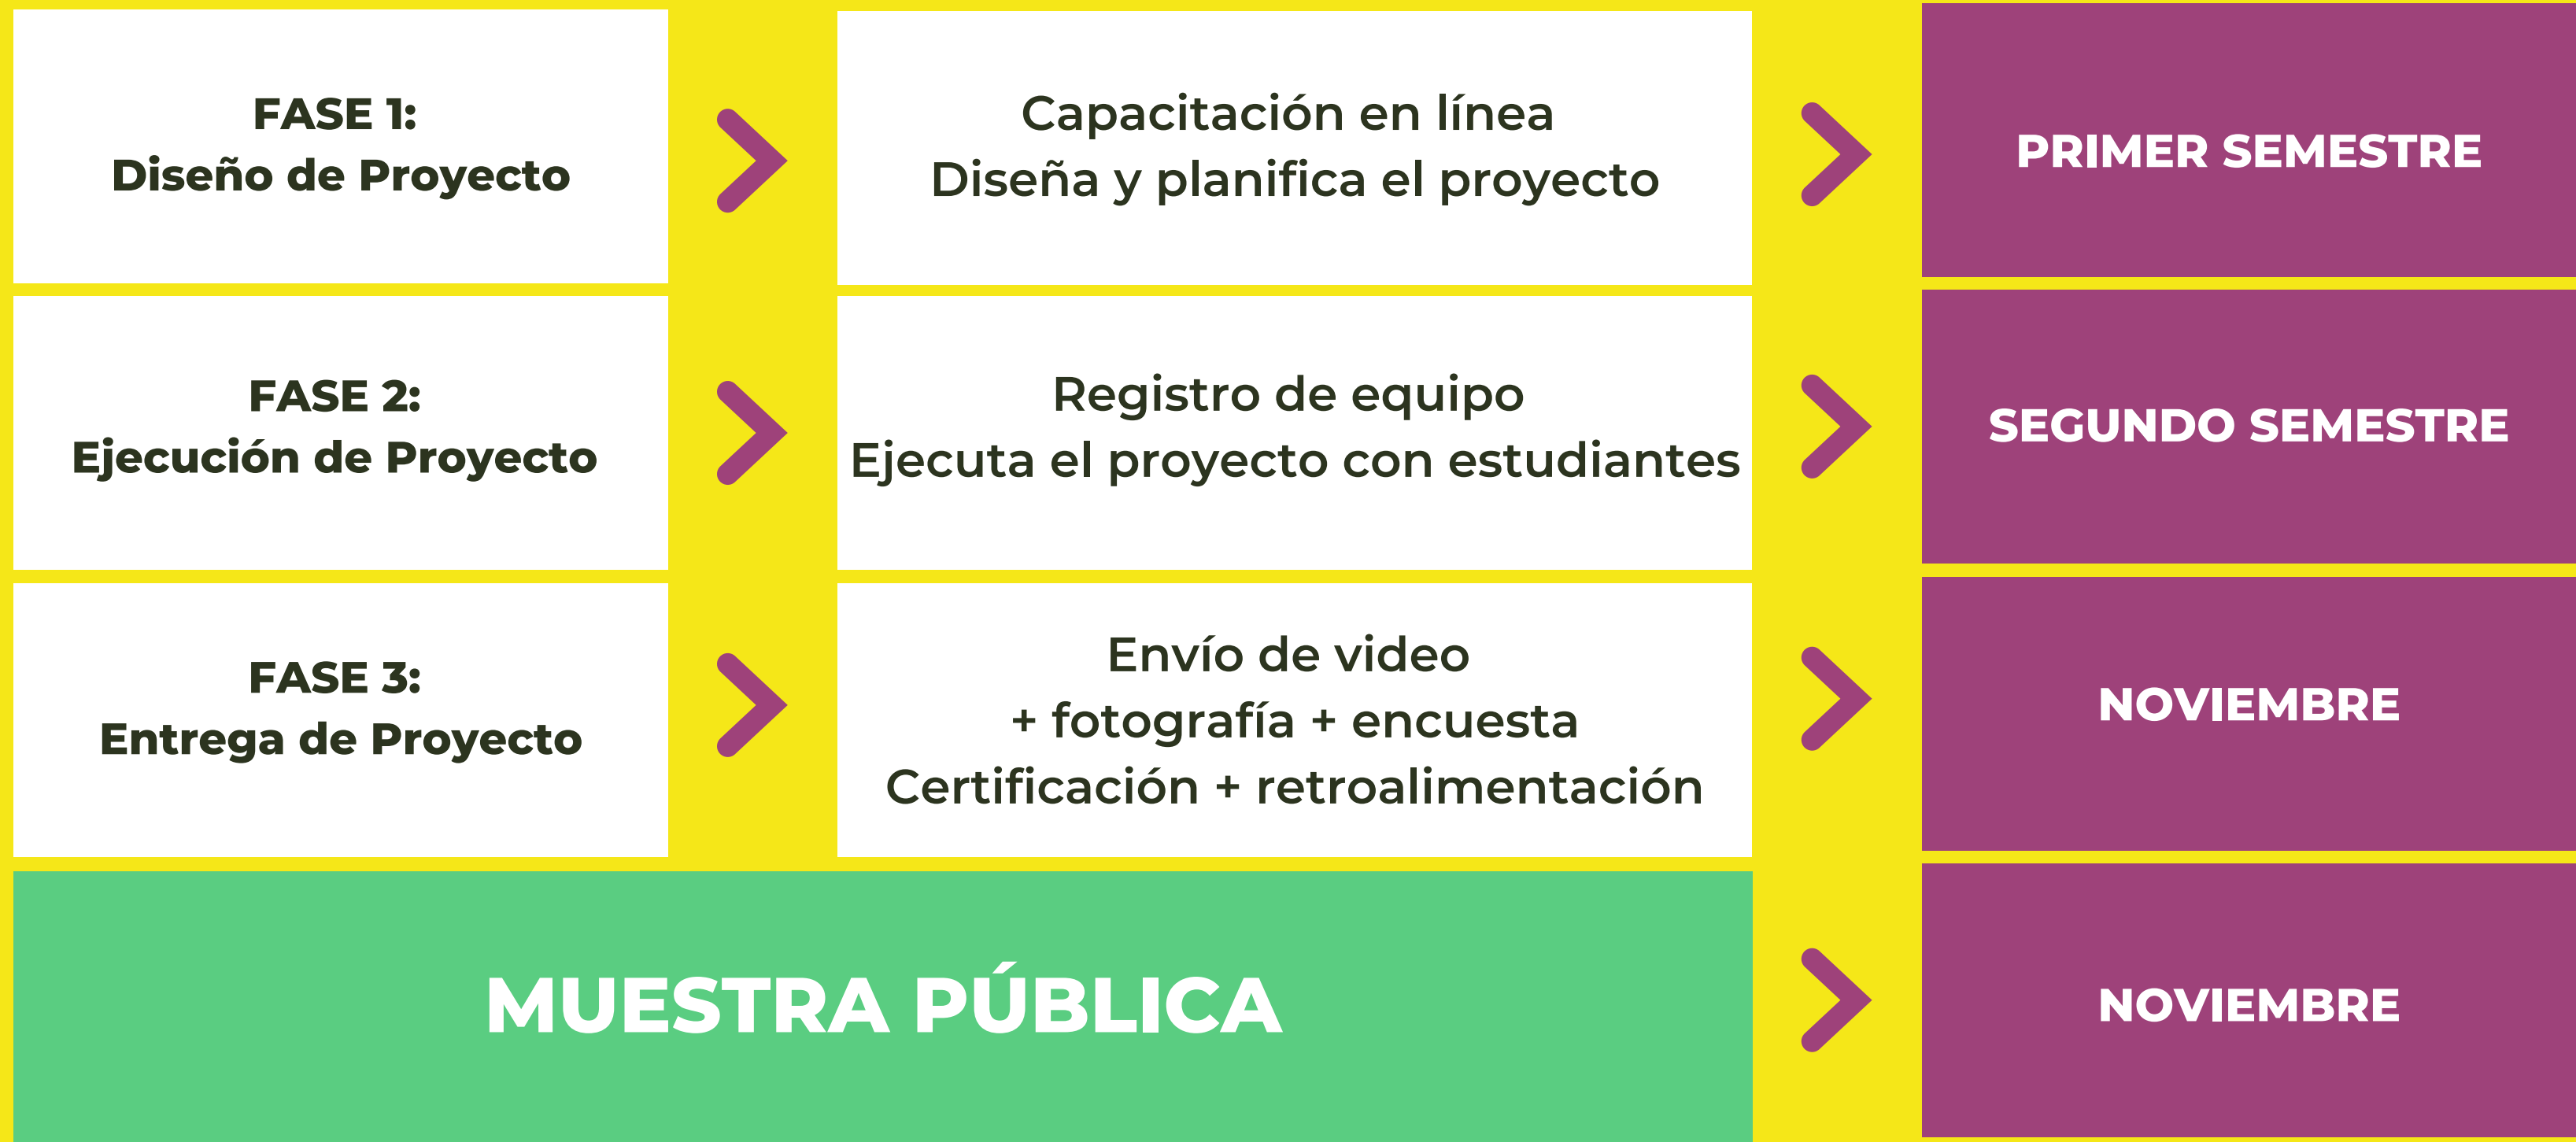 FASE 1:
Diseño de Proyecto
Capacitación en línea
Diseña y planifica el proyecto
PRIMER SEMESTRE
FASE 2:
Ejecución de Proyecto
Registro de equipo
Ejecuta el proyecto con estudiantes
SEGUNDO SEMESTRE
FASE 3:
Entrega de Proyecto
Envío de video
+ fotografía + encuesta
Certificación + retroalimentación
NOVIEMBRE
MUESTRA PÚBLICA
NOVIEMBRE